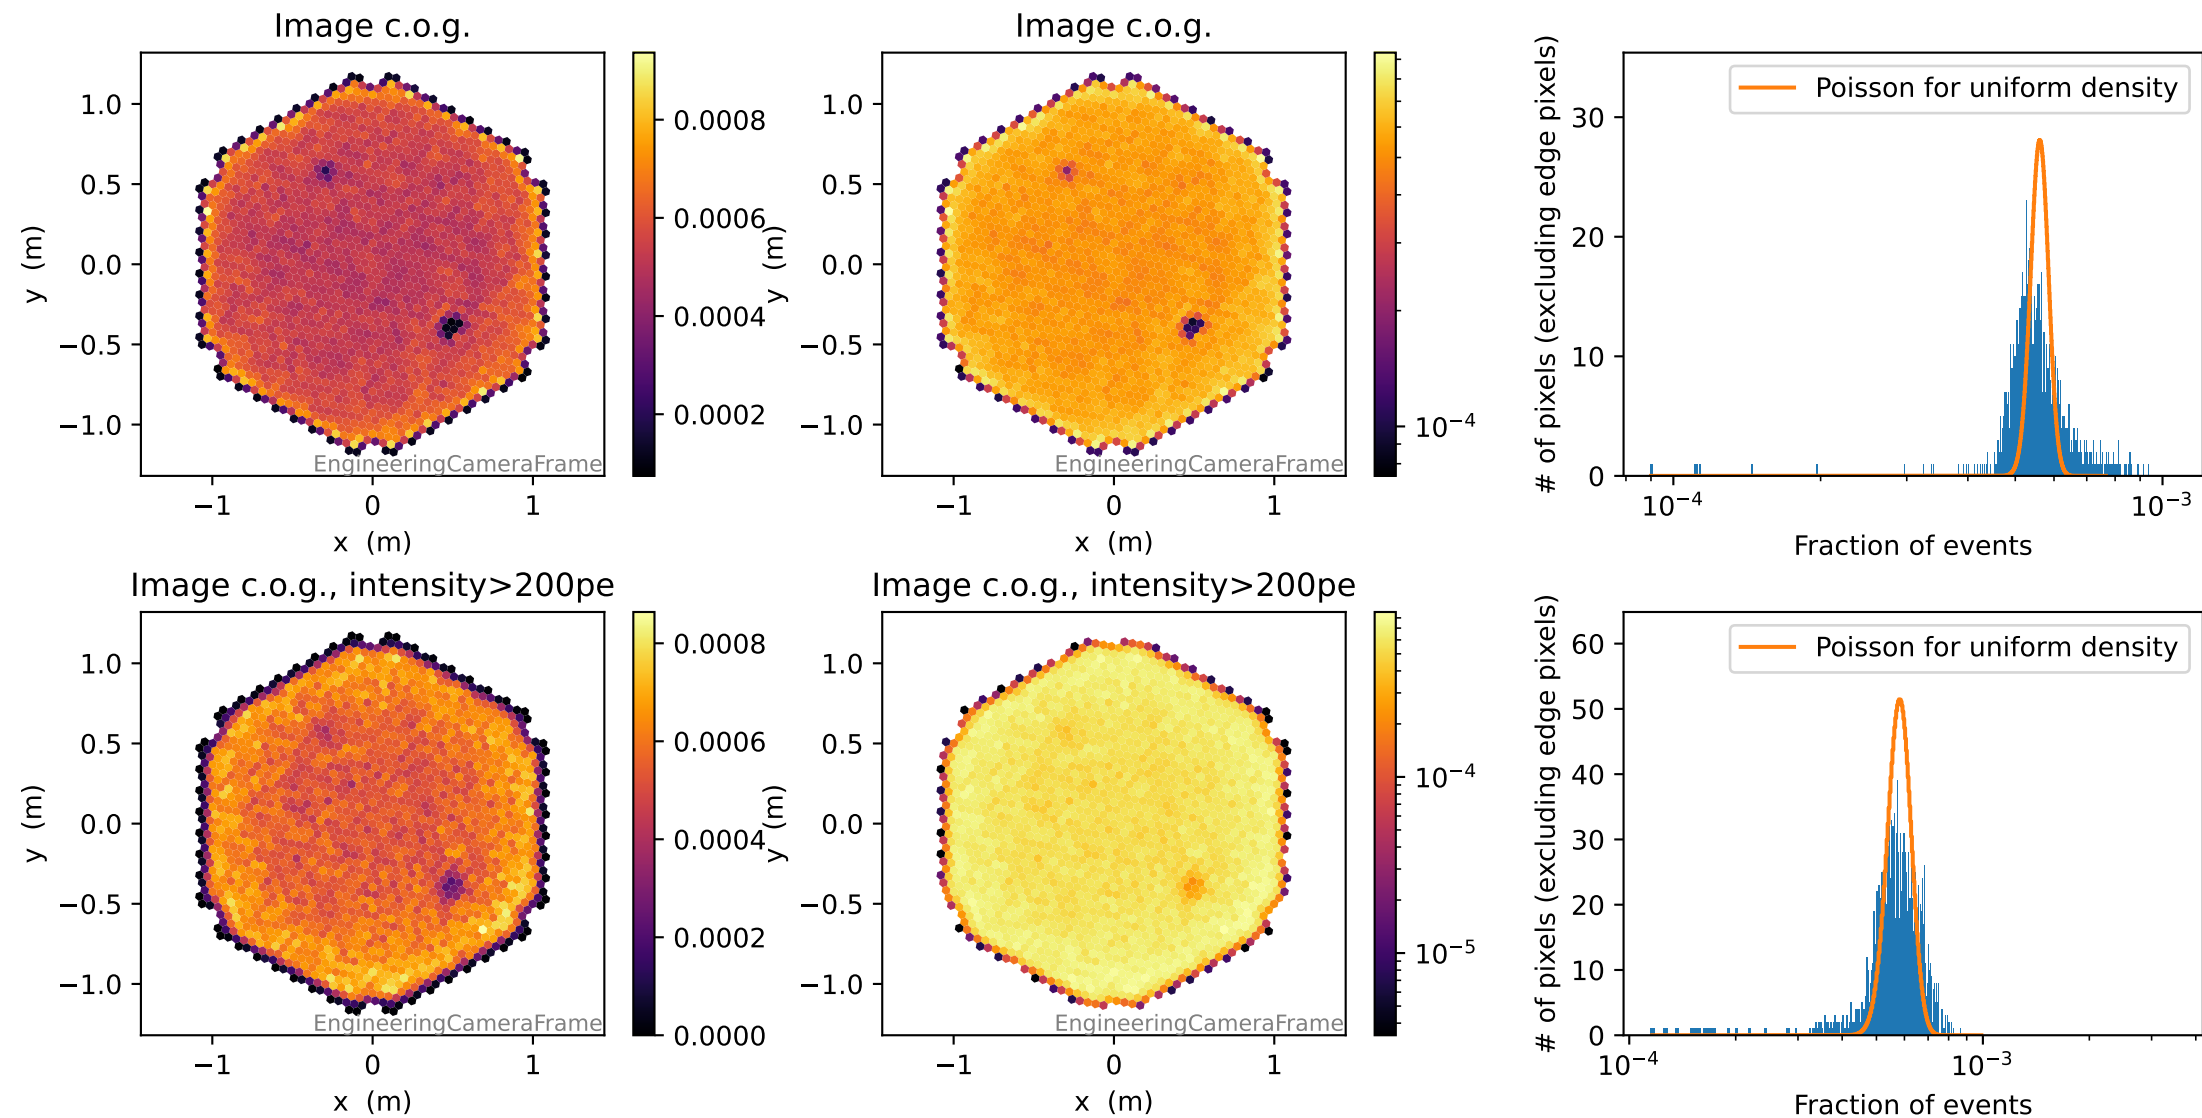 Image c.o.g.
1.0
0.5
0.0
−0.5
−1.0
y (m)
−1
0
1
x (m)
EngineeringCameraFrame
0.0008
0.0006
0.0004
0.0002
Image c.o.g.
1.0
0.5
0.0
−0.5
−1.0
y (m)
−1
0
1
x (m)
EngineeringCameraFrame
10⁻⁴
# of pixels (excluding edge pixels)
30
20
10
0
Poisson for uniform density
10⁻⁴
10⁻³
Fraction of events
Image c.o.g., intensity>200pe
1.0
0.5
0.0
−0.5
−1.0
y (m)
−1
0
1
x (m)
EngineeringCameraFrame
0.0008
0.0006
0.0004
0.0002
0.0000
Image c.o.g., intensity>200pe
1.0
0.5
0.0
−0.5
−1.0
y (m)
−1
0
1
x (m)
EngineeringCameraFrame
10⁻⁴
10⁻⁵
# of pixels (excluding edge pixels)
60
50
40
30
20
10
0
Poisson for uniform density
10⁻⁴
10⁻³
Fraction of events